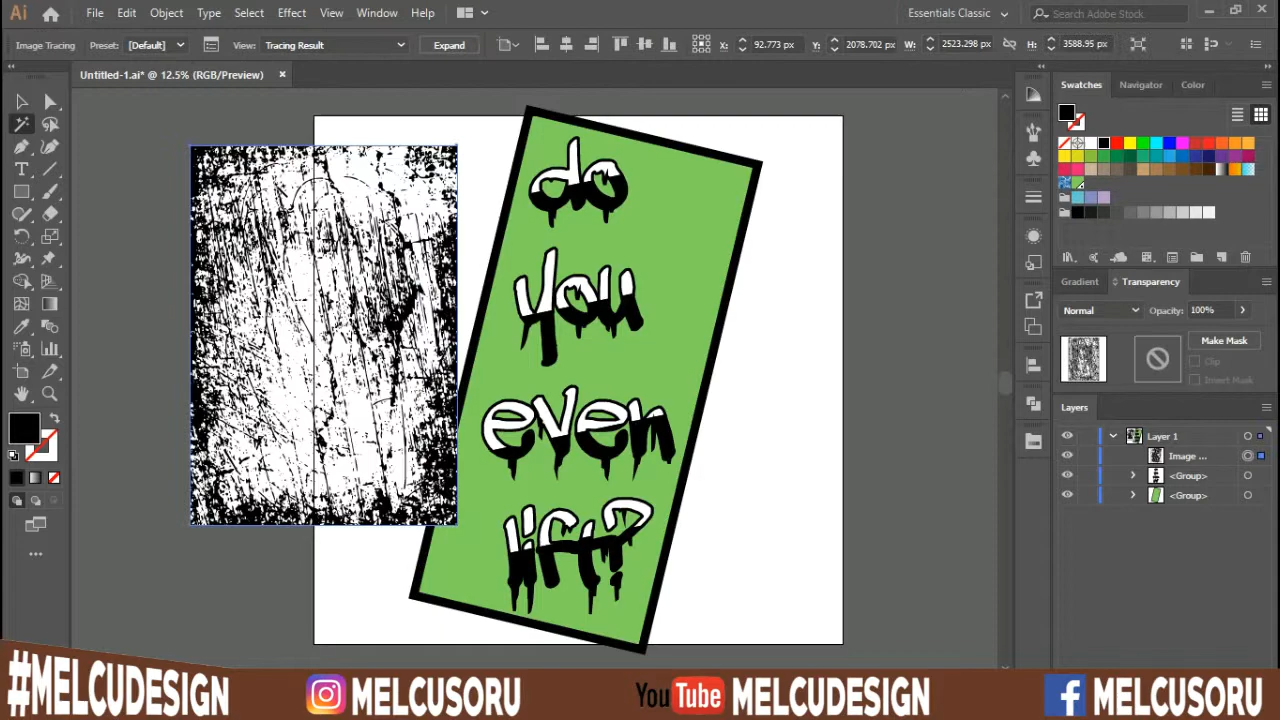 Ai File Edit Object Type Select Effect View Window Help Essentials Classic Search Adobe Stock
Image Tracing Preset: [Default] View: Tracing Result Expand X: 92.773 px Y: 2078.702 px W: 2523.298 px H: 3588.95 px
Untitled-1.ai* @ 12.5% (RGB/Preview) ×
Swatches Navigator Color
do
you
even
lift?
Gradient Transparency
Normal Opacity: 100%
Make Mask
Clip
Invert Mask
Layers
Layer 1
Image ...
<Group>
<Group>
#MELCUDESIGN MELCUSORU YouTube MELCUDESIGN f MELCUSORU